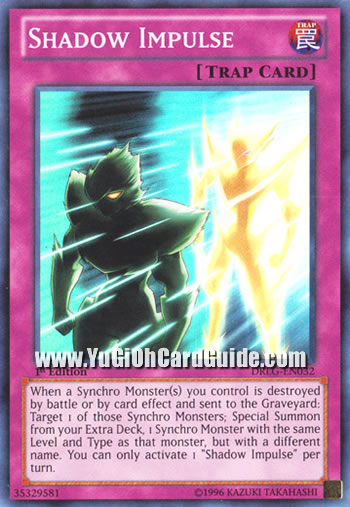 SHADOW IMPULSE
TRAP
罠
[TRAP CARD]
www.YuGiOhCardGuide.com
1st Edition
DRLG-EN032
When a Synchro Monster(s) you control is destroyed
by battle or by card effect and sent to the Graveyard:
Target 1 of those Synchro Monsters; Special Summon
from your Extra Deck, 1 Synchro Monster with the same
Level and Type as that monster, but with a different
name. You can only activate 1 "Shadow Impulse" per
turn.
35329581
©1996 KAZUKI TAKAHASHI